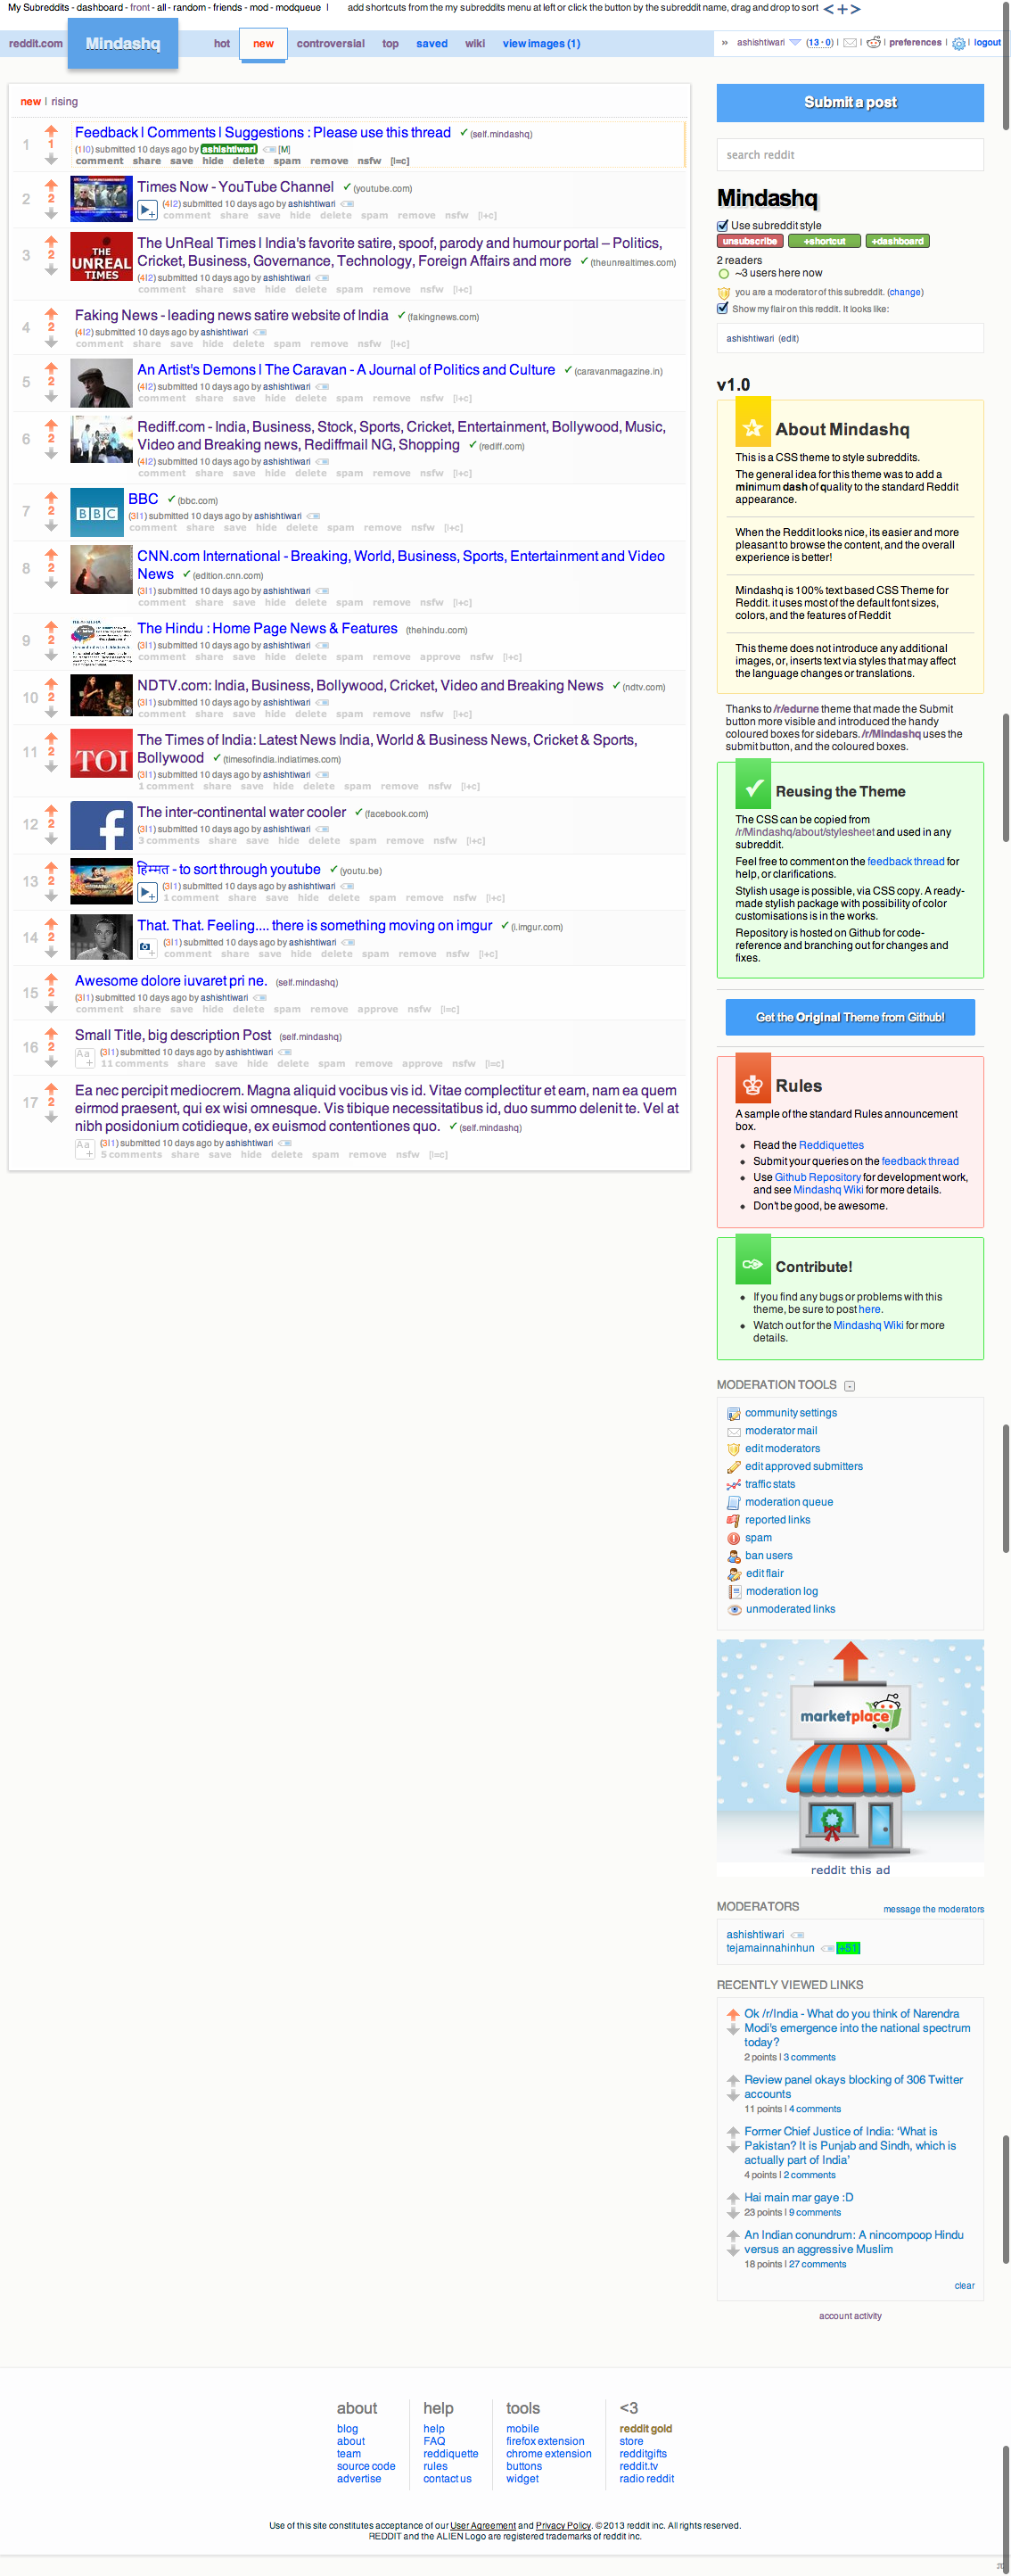 My Subreddits - dashboard - front - all - random - friends - mod - modqueue | add shortcuts from the my subreddits menu at left or click the button by the subreddit name, drag and drop to sort <+>
reddit.com Mindashq hot new controversial top saved wiki view images (1) » ashishtiwari (13 · 0) | | | preferences | | logout
new | rising
1 1 Feedback | Comments | Suggestions : Please use this thread ✓ (self.mindashq)
(1|0) submitted 10 days ago by ashishtiwari [M]
comment share save hide delete spam remove nsfw [l=c]
2 2 Times Now - YouTube Channel ✓ (youtube.com)
(4|2) submitted 10 days ago by ashishtiwari
comment share save hide delete spam remove nsfw [l+c]
THE UNREAL TIMES
3 2 The UnReal Times | India's favorite satire, spoof, parody and humour portal – Politics,
Cricket, Business, Governance, Technology, Foreign Affairs and more ✓ (theunrealtimes.com)
(4|2) submitted 10 days ago by ashishtiwari
comment share save hide delete spam remove nsfw [l+c]
4 2 Faking News - leading news satire website of India ✓ (fakingnews.com)
(4|2) submitted 10 days ago by ashishtiwari
comment share save hide delete spam remove nsfw [l+c]
5 2 An Artist's Demons | The Caravan - A Journal of Politics and Culture ✓ (caravanmagazine.in)
(4|2) submitted 10 days ago by ashishtiwari
comment share save hide delete spam remove nsfw [l+c]
6 2 Rediff.com - India, Business, Stock, Sports, Cricket, Entertainment, Bollywood, Music,
Video and Breaking news, Rediffmail NG, Shopping ✓ (rediff.com)
(4|2) submitted 10 days ago by ashishtiwari
comment share save hide delete spam remove nsfw [l+c]
7 2 BBC BBC ✓ (bbc.com)
(3|1) submitted 10 days ago by ashishtiwari
comment share save hide delete spam remove nsfw [l+c]
8 2 CNN.com International - Breaking, World, Business, Sports, Entertainment and Video
News ✓ (edition.cnn.com)
(3|1) submitted 10 days ago by ashishtiwari
comment share save hide delete spam remove nsfw [l+c]
9 2 The Hindu : Home Page News & Features (thehindu.com)
(3|1) submitted 10 days ago by ashishtiwari
comment share save hide delete spam remove approve nsfw [l+c]
10 2 NDTV.com: India, Business, Bollywood, Cricket, Video and Breaking News ✓ (ndtv.com)
(3|1) submitted 10 days ago by ashishtiwari
comment share save hide delete spam remove nsfw [l+c]
TOI
11 2 The Times of India: Latest News India, World & Business News, Cricket & Sports,
Bollywood ✓ (timesofindia.indiatimes.com)
(3|1) submitted 10 days ago by ashishtiwari
1 comment share save hide delete spam remove nsfw [l+c]
12 2 The inter-continental water cooler ✓ (facebook.com)
(3|1) submitted 10 days ago by ashishtiwari
3 comments share save hide delete spam remove nsfw [l+c]
13 2 हिम्मत - to sort through youtube ✓ (youtu.be)
(3|1) submitted 10 days ago by ashishtiwari
1 comment share save hide delete spam remove nsfw [l+c]
14 2 That. That. Feeling.... there is something moving on imgur ✓ (i.imgur.com)
(3|1) submitted 10 days ago by ashishtiwari
comment share save hide delete spam remove nsfw [l+c]
15 2 Awesome dolore iuvaret pri ne. (self.mindashq)
(3|1) submitted 10 days ago by ashishtiwari
comment share save hide delete spam remove approve nsfw [l=c]
16 2 Small Title, big description Post (self.mindashq)
Aa+ (3|1) submitted 10 days ago by ashishtiwari
11 comments share save hide delete spam remove approve nsfw [l=c]
17 2 Ea nec percipit mediocrem. Magna aliquid vocibus vis id. Vitae complectitur et eam, nam ea quem
eirmod praesent, qui ex wisi omnesque. Vis tibique necessitatibus id, duo summo delenit te. Vel at
nibh posidonium cotidieque, ex euismod contentiones quo. ✓ (self.mindashq)
Aa+ (3|1) submitted 10 days ago by ashishtiwari
5 comments share save hide delete spam remove nsfw [l=c]
Submit a post
search reddit
Mindashq
Use subreddit style
unsubscribe +shortcut +dashboard
2 readers
~3 users here now
you are a moderator of this subreddit. (change)
Show my flair on this reddit. It looks like:
ashishtiwari (edit)
v1.0
About Mindashq
This is a CSS theme to style subreddits.
The general idea for this theme was to add a
minimum dash of quality to the standard Reddit
appearance.
When the Reddit looks nice, its easier and more
pleasant to browse the content, and the overall
experience is better!
Mindashq is 100% text based CSS Theme for
Reddit. it uses most of the default font sizes,
colors, and the features of Reddit
This theme does not introduce any additional
images, or, inserts text via styles that may affect
the language changes or translations.
Thanks to /r/edurne theme that made the Submit
button more visible and introduced the handy
coloured boxes for sidebars. /r/Mindashq uses the
submit button, and the coloured boxes.
Reusing the Theme
The CSS can be copied from
/r/Mindashq/about/stylesheet and used in any
subreddit.
Feel free to comment on the feedback thread for
help, or clarifications.
Stylish usage is possible, via CSS copy. A ready-
made stylish package with possibility of color
customisations is in the works.
Repository is hosted on Github for code-
reference and branching out for changes and
fixes.
Get the Original Theme from Github!
Rules
A sample of the standard Rules announcement
box.
• Read the Reddiquettes
• Submit your queries on the feedback thread
• Use Github Repository for development work,
and see Mindashq Wiki for more details.
• Don't be good, be awesome.
Contribute!
• If you find any bugs or problems with this
theme, be sure to post here.
• Watch out for the Mindashq Wiki for more
details.
MODERATION TOOLS
community settings
moderator mail
edit moderators
edit approved submitters
traffic stats
moderation queue
reported links
spam
ban users
edit flair
moderation log
unmoderated links
marketplace
reddit this ad
MODERATORS message the moderators
ashishtiwari
tejamainnahinhun [+51]
RECENTLY VIEWED LINKS
Ok /r/India - What do you think of Narendra
Modi's emergence into the national spectrum
today?
2 points | 3 comments
Review panel okays blocking of 306 Twitter
accounts
11 points | 4 comments
Former Chief Justice of India: 'What is
Pakistan? It is Punjab and Sindh, which is
actually part of India'
4 points | 2 comments
Hai main mar gaye :D
23 points | 9 comments
An Indian conundrum: A nincompoop Hindu
versus an aggressive Muslim
18 points | 27 comments
clear
account activity
about help tools <3
blog help mobile reddit gold
about FAQ firefox extension store
team reddiquette chrome extension redditgifts
source code rules buttons reddit.tv
advertise contact us widget radio reddit
Use of this site constitutes acceptance of our User Agreement and Privacy Policy. © 2013 reddit inc. All rights reserved.
REDDIT and the ALIEN Logo are registered trademarks of reddit inc.
π